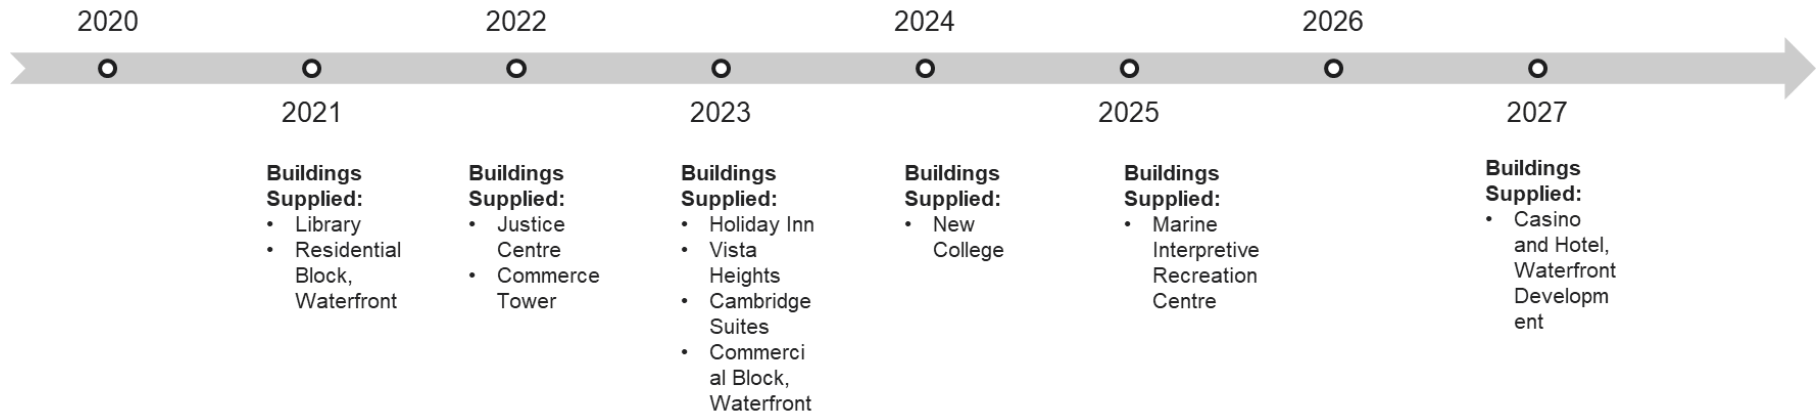 2020
2022
2024
2026
2021
2023
2025
2027
Buildings
Supplied:
• Library
• Residential
Block,
Waterfront
Buildings
Supplied:
• Justice
Centre
• Commerce
Tower
Buildings
Supplied:
• Holiday Inn
• Vista
Heights
• Cambridge
Suites
• Commerci
al Block,
Waterfront
Buildings
Supplied:
• New
College
Buildings
Supplied:
• Marine
Interpretive
Recreation
Centre
Buildings
Supplied:
• Casino
and Hotel,
Waterfront
Developm
ent